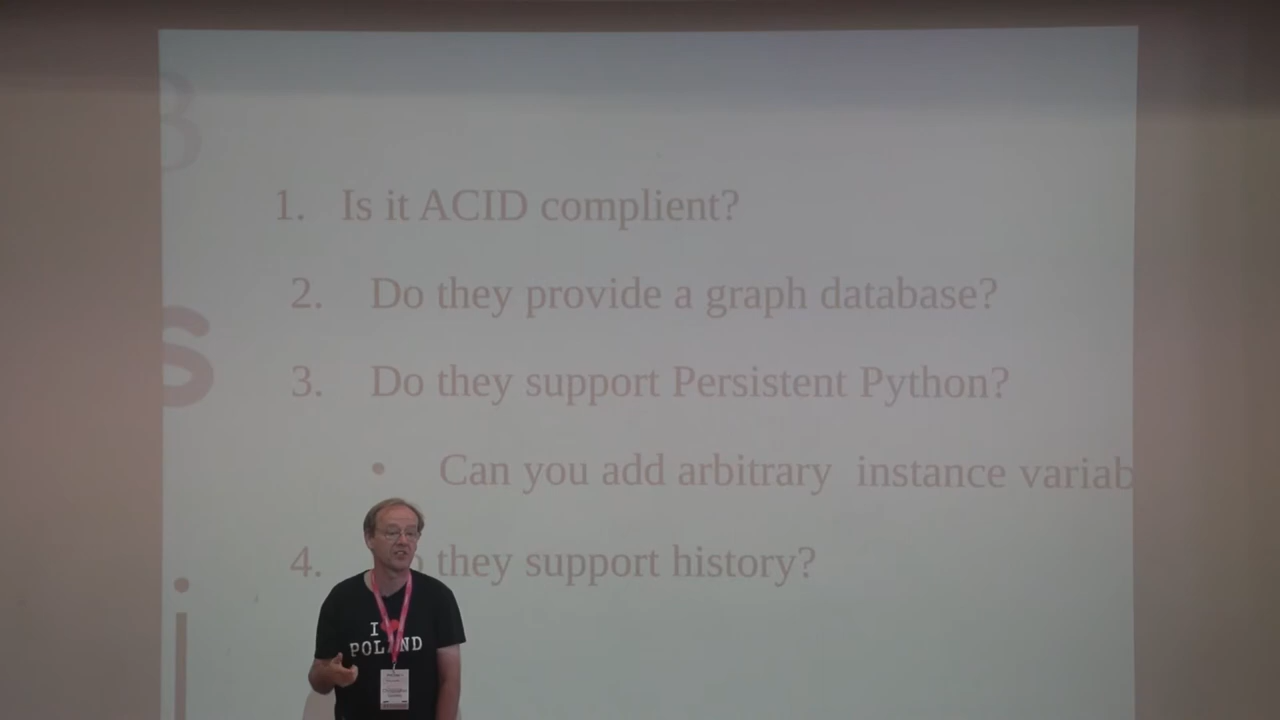 3
1. Is it ACID complient?
2. Do they provide a graph database?
s
3. Do they support Persistent Python?
• Can you add arbitrary instance variab
4. they support history?
i
I
POLAND